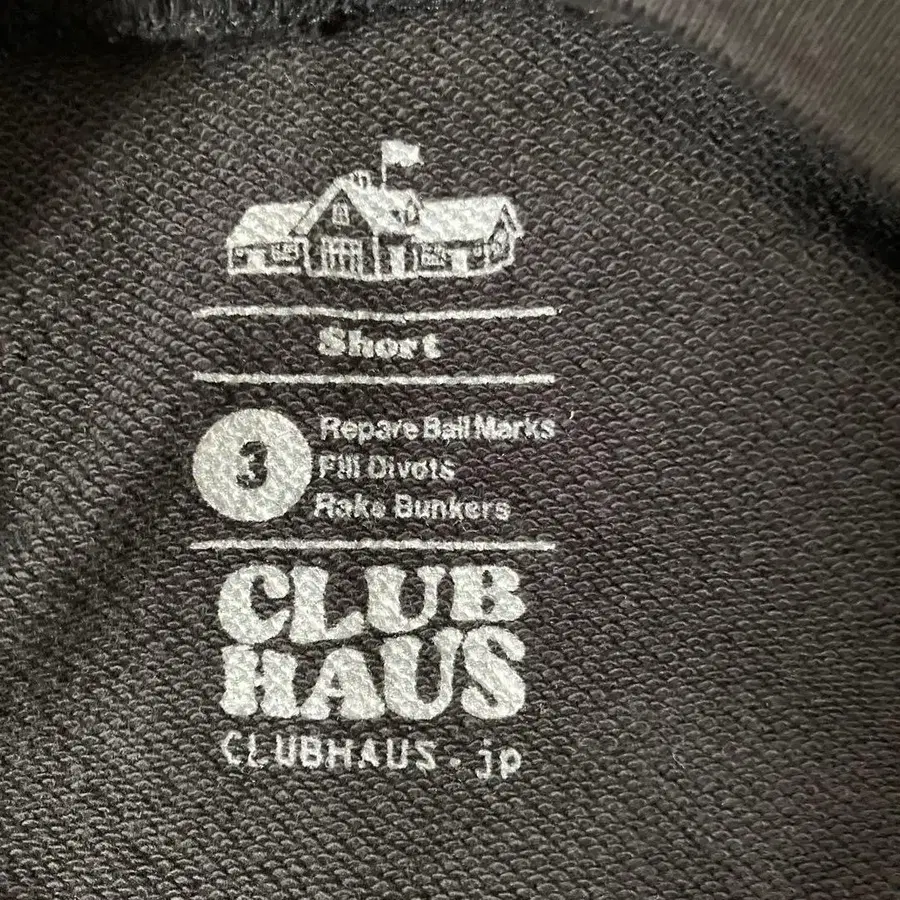 Short
3
Repare Ball Marks
Fill Divots
Rake Bunkers
CLUB
HAUS
CLUBHAUS.jp